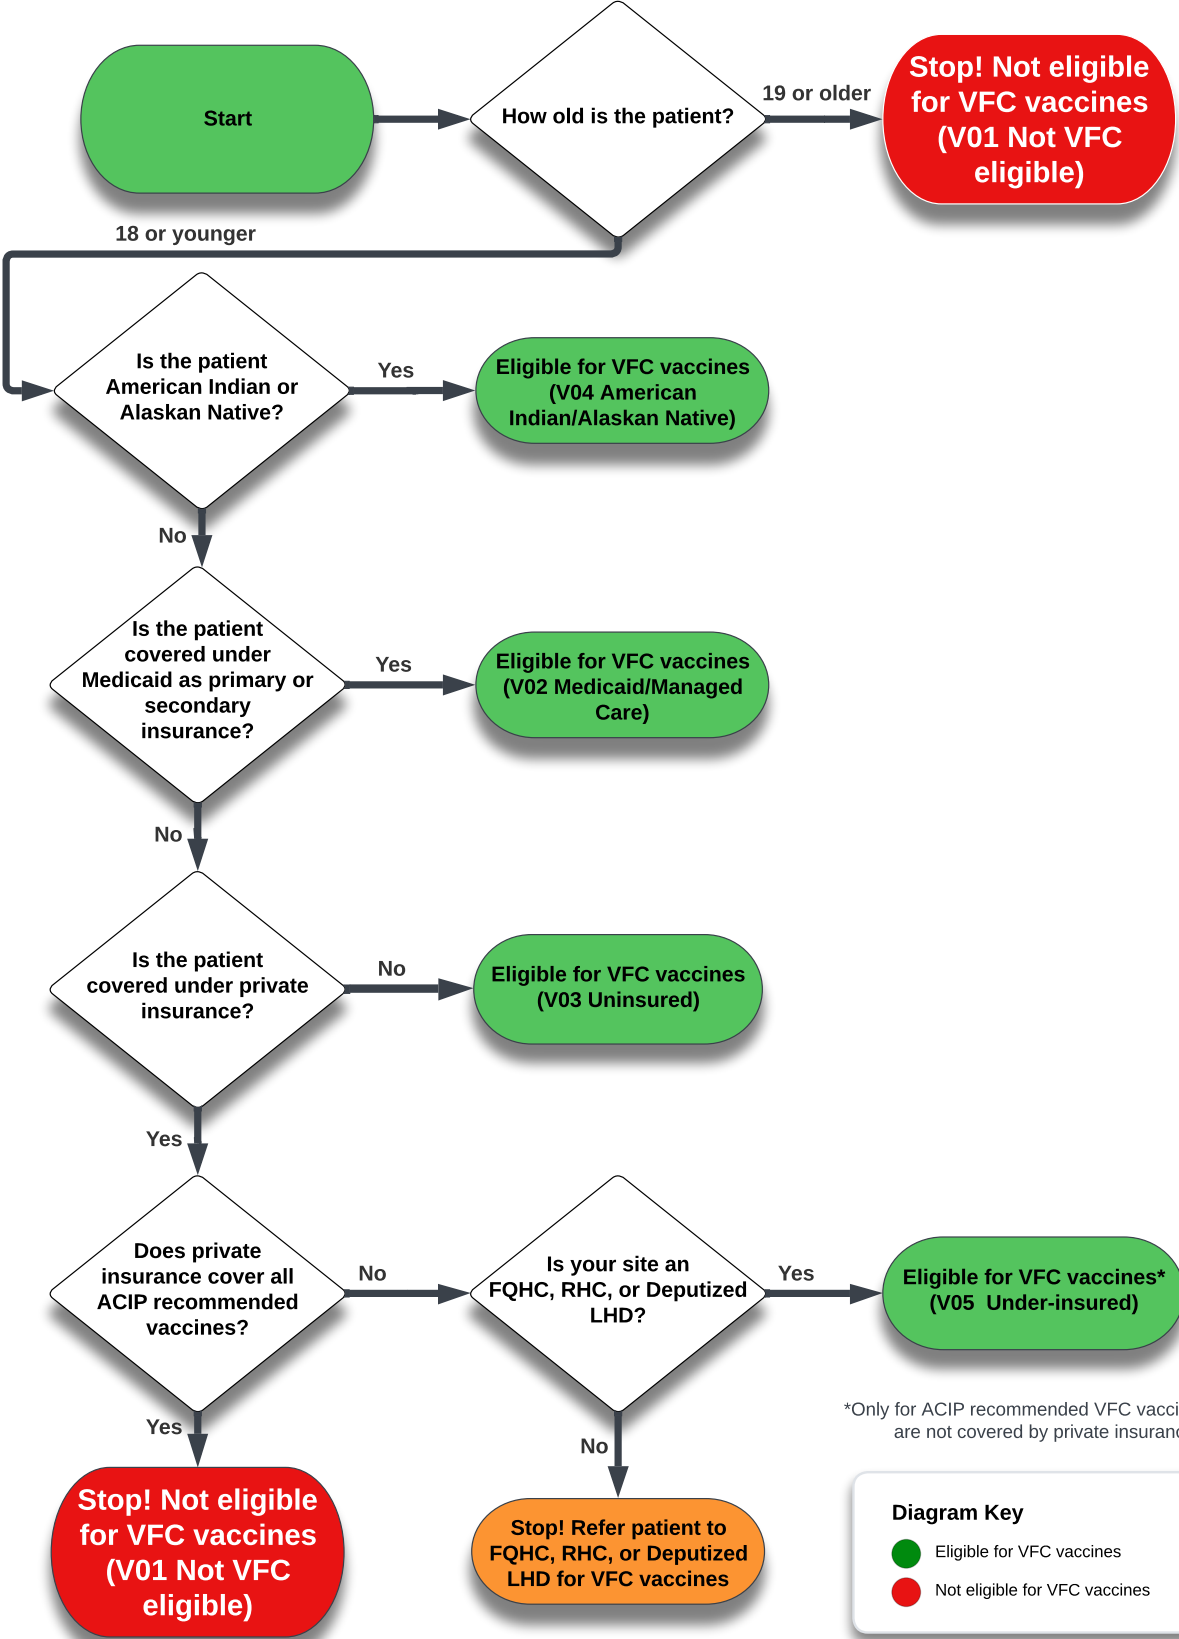 Start
How old is the patient?
19 or older
Stop! Not eligible
for VFC vaccines
(V01 Not VFC
eligible)
18 or younger
Is the patient
American Indian or
Alaskan Native?
Yes
Eligible for VFC vaccines
(V04 American
Indian/Alaskan Native)
No
Is the patient
covered under
Medicaid as primary or
secondary
insurance?
Yes
Eligible for VFC vaccines
(V02 Medicaid/Managed
Care)
No
Is the patient
covered under private
insurance?
No
Eligible for VFC vaccines
(V03 Uninsured)
Yes
Does private
insurance cover all
ACIP recommended
vaccines?
No
Is your site an
FQHC, RHC, or Deputized
LHD?
Yes
Eligible for VFC vaccines*
(V05 Under-insured)
*Only for ACIP recommended VFC
are not covered by private
Yes
Stop! Not eligible
for VFC vaccines
(V01 Not VFC
eligible)
No
Stop! Refer patient to
FQHC, RHC, or Deputized
LHD for VFC vaccines
Diagram Key
Eligible for VFC vaccines
Not eligible for VFC vaccines